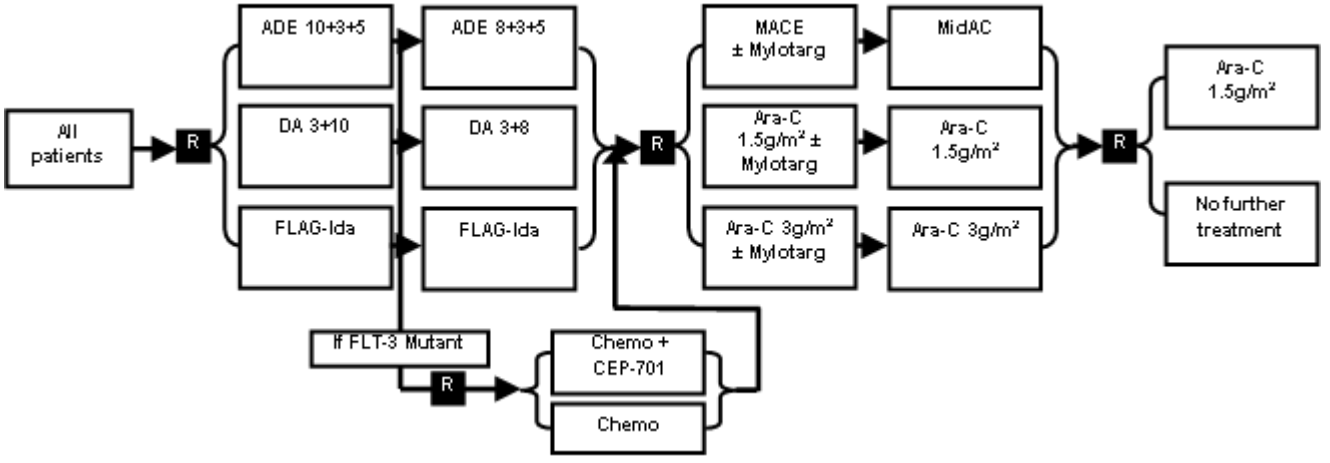 All
patients
R
ADE 10+3+5
DA 3+10
FLAG-Ida
ADE 8+3+5
DA 3+8
FLAG-Ida
If FLT-3 Mutant
R
Chemo +
CEP-701
Chemo
R
MACE
± Mylotarg
Ara-C
1.5g/m² ±
Mylotarg
Ara-C 3g/m²
± Mylotarg
MidAC
Ara-C
1.5g/m²
Ara-C 3g/m²
R
Ara-C
1.5g/m²
No further
treatment